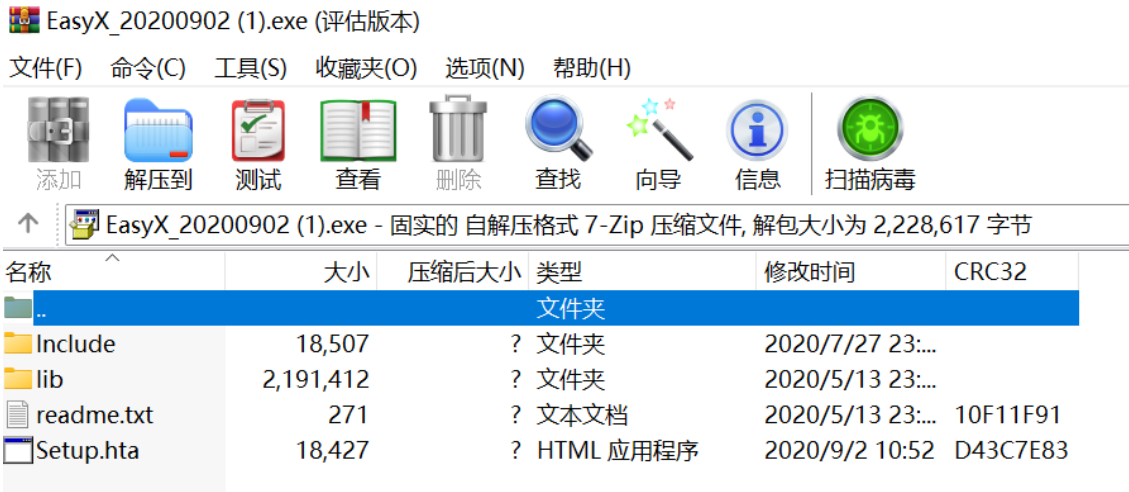 EasyX_20200902 (1).exe (评估版本)
文件(F) 命令(C) 工具(S) 收藏夹(O) 选项(N) 帮助(H)
添加 解压到 测试 查看 删除 查找 向导 信息 扫描病毒
EasyX_20200902 (1).exe - 固实的 自解压格式 7-Zip 压缩文件, 解包大小为 2,228,617 字节
名称 大小 压缩后大小 类型 修改时间 CRC32
.. 文件夹
Include 18,507 ? 文件夹 2020/7/27 23:...
lib 2,191,412 ? 文件夹 2020/5/13 23:...
readme.txt 271 ? 文本文档 2020/5/13 23:... 10F11F91
Setup.hta 18,427 ? HTML 应用程序 2020/9/2 10:52 D43C7E83